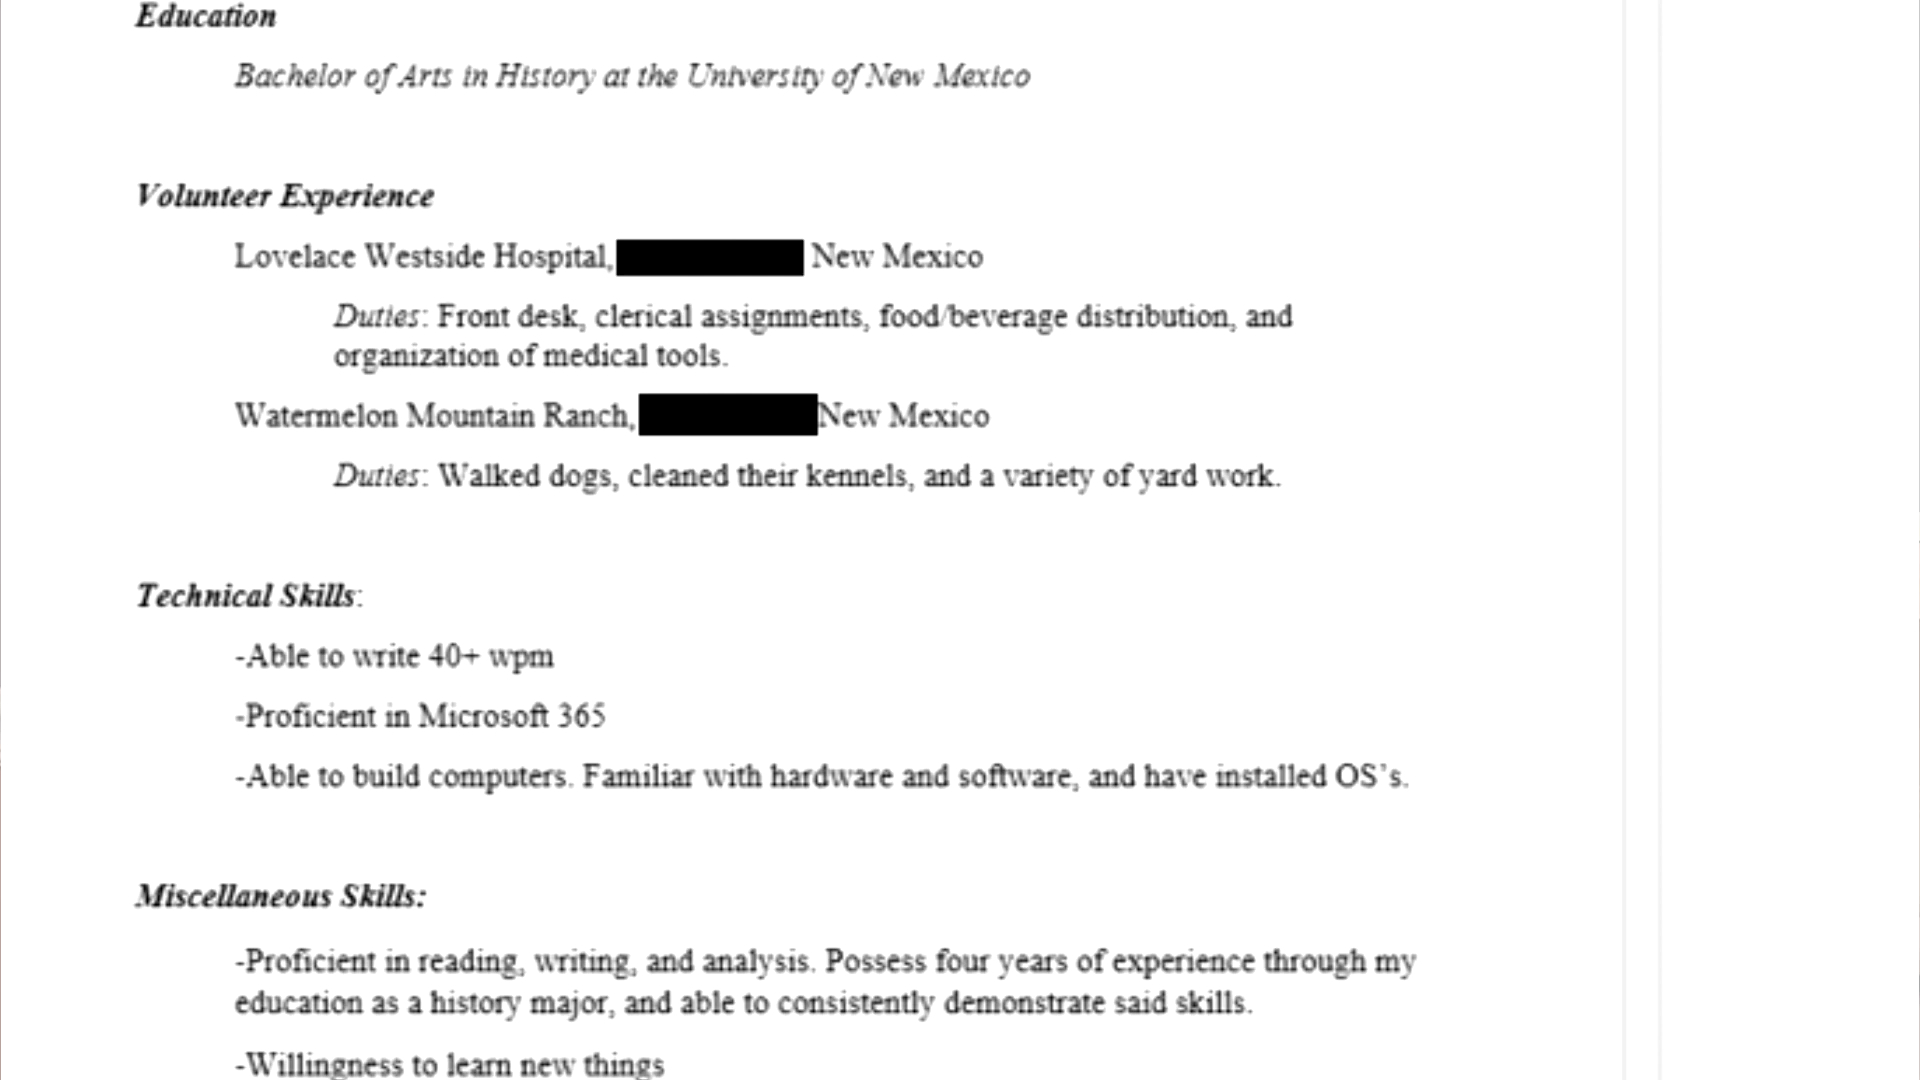 Education
Bachelor of Arts in History at the University of New Mexico
Volunteer Experience
Lovelace Westside Hospital, New Mexico
Duties: Front desk, clerical assignments, food/beverage distribution, and
organization of medical tools.
Watermelon Mountain Ranch, New Mexico
Duties: Walked dogs, cleaned their kennels, and a variety of yard work.
Technical Skills:
-Able to write 40+ wpm
-Proficient in Microsoft 365
-Able to build computers. Familiar with hardware and software, and have installed OS’s.
Miscellaneous Skills:
-Proficient in reading, writing, and analysis. Possess four years of experience through my
education as a history major, and able to consistently demonstrate said skills.
-Willingness to learn new things